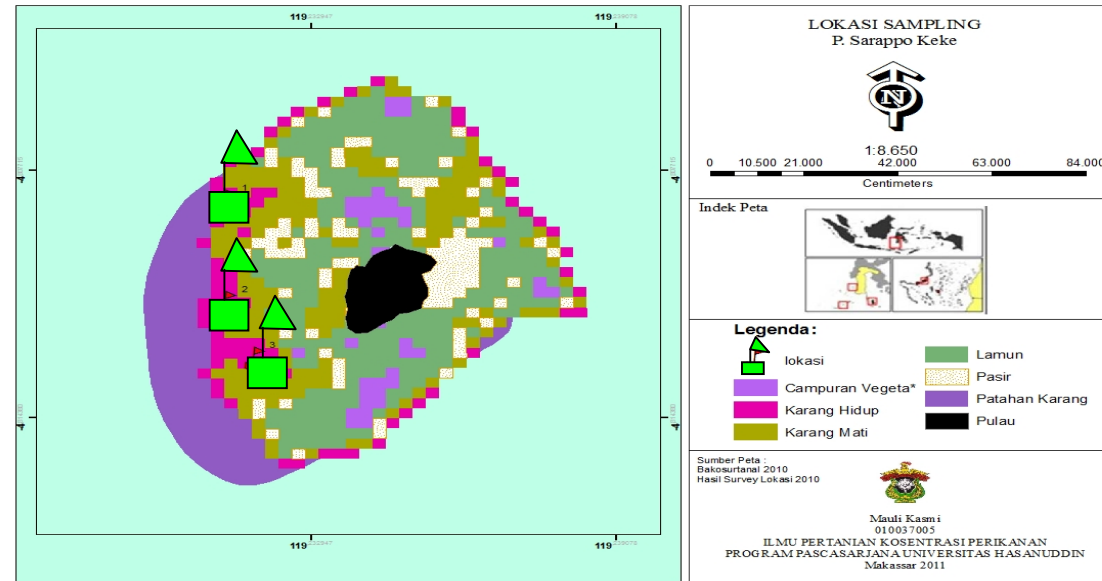 119
119
4
4
1
2
3
119
119
LOKASI SAMPLING
P. Sarappo Keke
N
1:8.650
0 10.500 21.000 42.000 63.000 84.000
Centimeters
Indek Peta
Legenda:
lokasi
Campuran Vegeta*
Karang Hidup
Karang Mati
Lamun
Pasir
Patahan Karang
Pulau
Sumber Peta :
Bakosurtanal 2010
Hasil Survey Lokasi 2010
Mauli Kasmi
010037005
ILMU PERTANIAN KOSENTRASI PERIKANAN
PROGRAM PASCASARJANA UNIVERSITAS HASANUDDIN
Makassar 2011